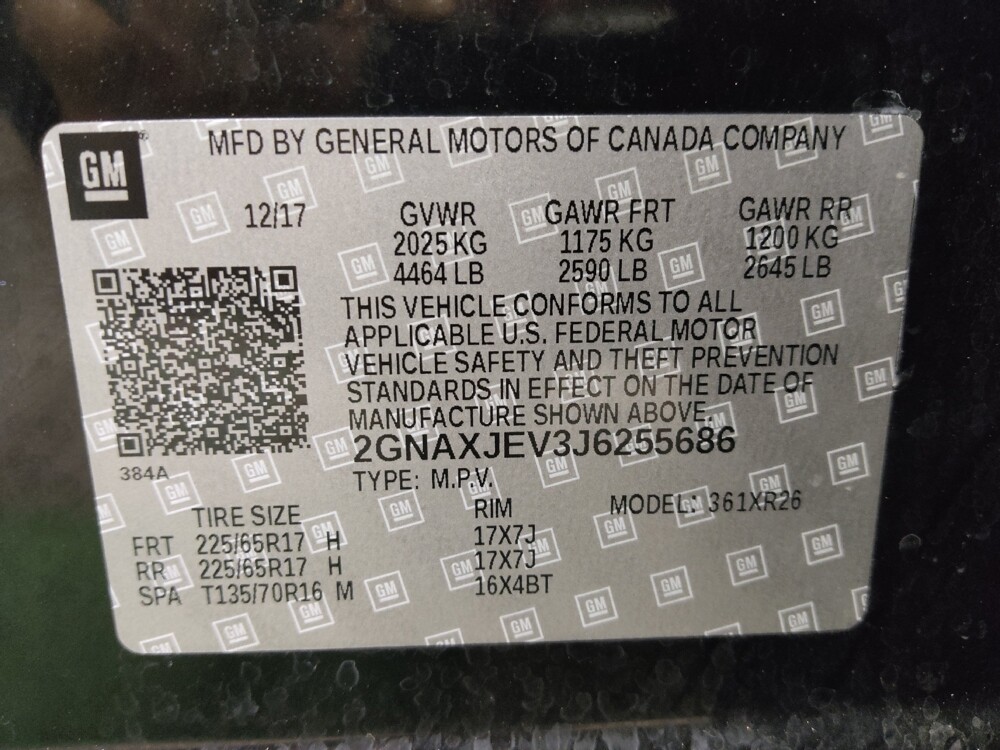 GM MFD BY GENERAL MOTORS OF CANADA COMPANY
12/17 GVWR GAWR FRT GAWR RR
2025 KG 1175 KG 1200 KG
4464 LB 2590 LB 2645 LB
THIS VEHICLE CONFORMS TO ALL
APPLICABLE U.S. FEDERAL MOTOR
VEHICLE SAFETY AND THEFT PREVENTION
STANDARDS IN EFFECT ON THE DATE OF
MANUFACTURE SHOWN ABOVE.
2GNAXJEV3J6255686
384A
TYPE: M.P.V.
TIRE SIZE RIM MODEL: 361XR26
FRT 225/65R17 H 17X7J
RR 225/65R17 H 17X7J
SPA T135/70R16 M 16X4BT